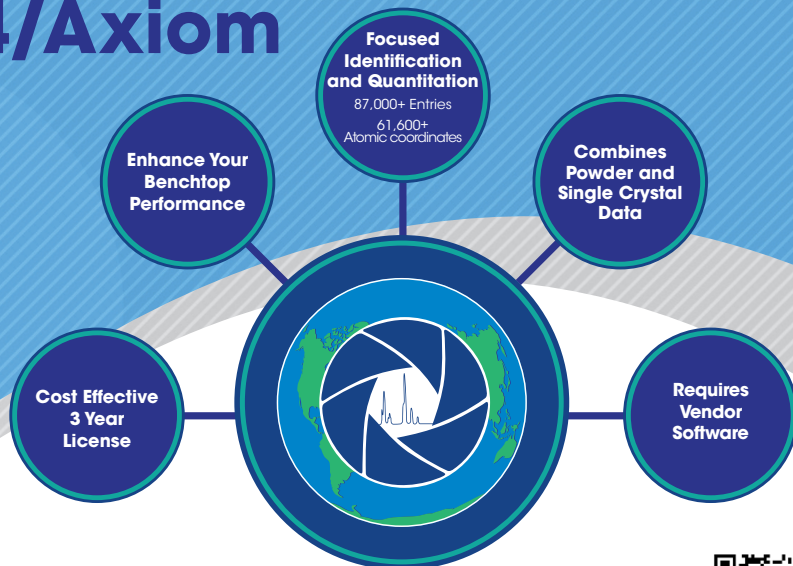 4/Axiom
Focused
Identification
and Quantitation
87,000+ Entries
61,600+
Atomic coordinates
Enhance Your
Benchtop
Performance
Combines
Powder and
Single Crystal
Data
Cost Effective
3 Year
License
Requires
Vendor
Software